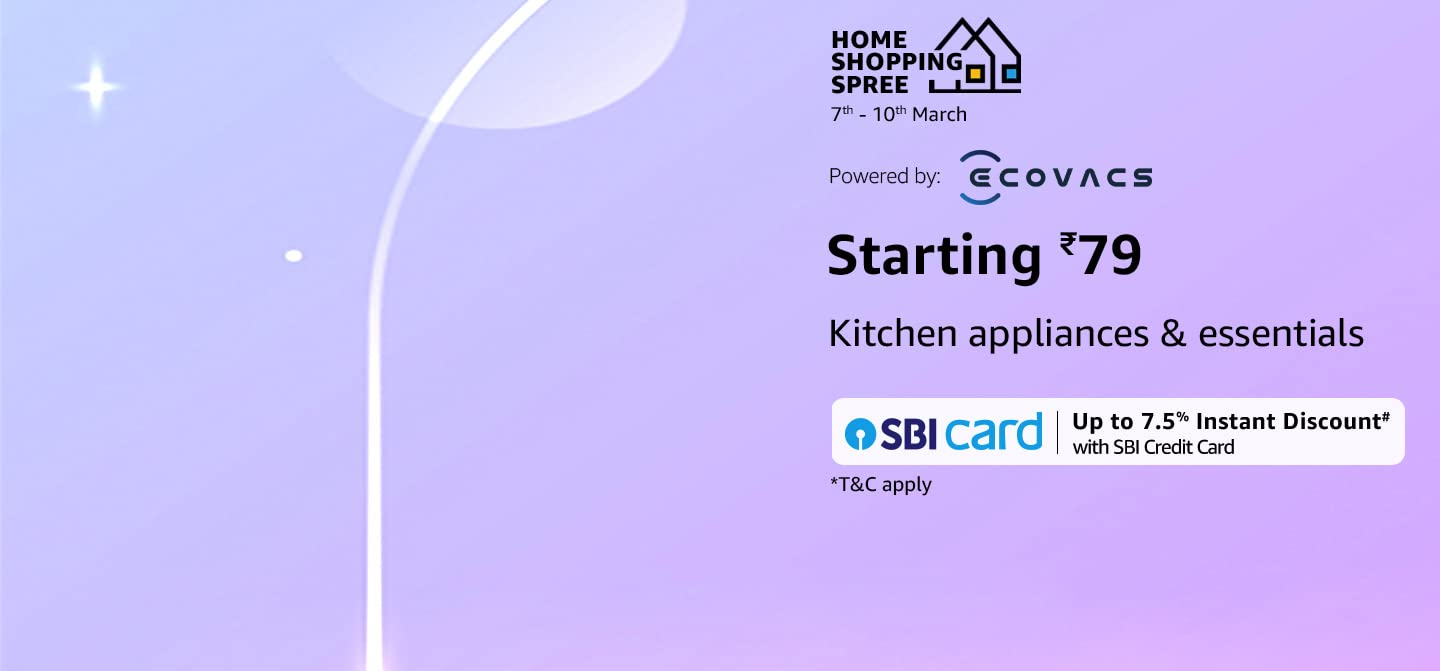 HOME
SHOPPING
SPREE
7th - 10th March
Powered by: ECOVACS
Starting ₹79
Kitchen appliances & essentials
SBI card
Up to 7.5% Instant Discount#
with SBI Credit Card
*T&C apply